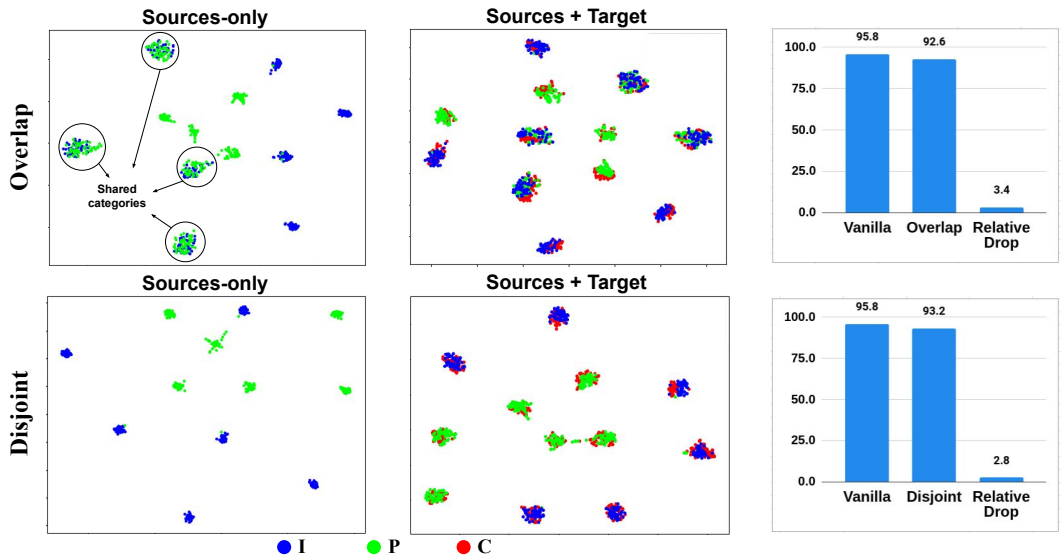 Sources-only
Sources + Target
Overlap
Shared
categories
100.0
75.0
50.0
25.0
0.0
95.8
92.6
3.4
Vanilla
Overlap
Relative
Drop
Sources-only
Sources + Target
Disjoint
100.0
75.0
50.0
25.0
0.0
95.8
93.2
2.8
Vanilla
Disjoint
Relative
Drop
I
P
C